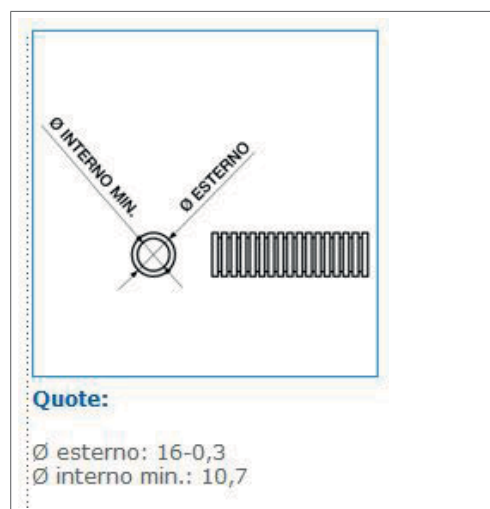 Ø INTERNO MIN.
Ø ESTERNO
Quote:
Ø esterno: 16-0,3
Ø interno min.: 10,7